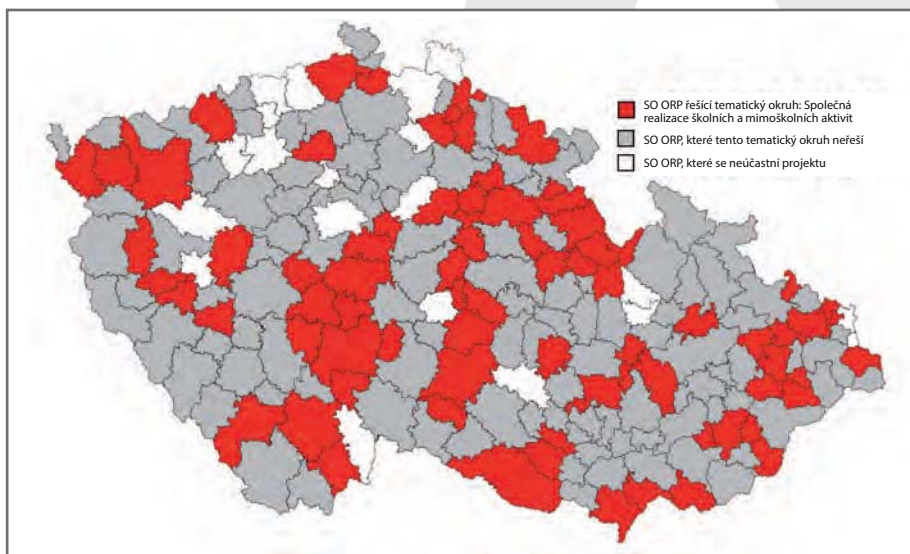 SO ORP řešící tematický okruh: Společná
realizace školních a mimoškolních aktivit
SO ORP, které tento tematický okruh neřeší
SO ORP, které se neúčastní projektu